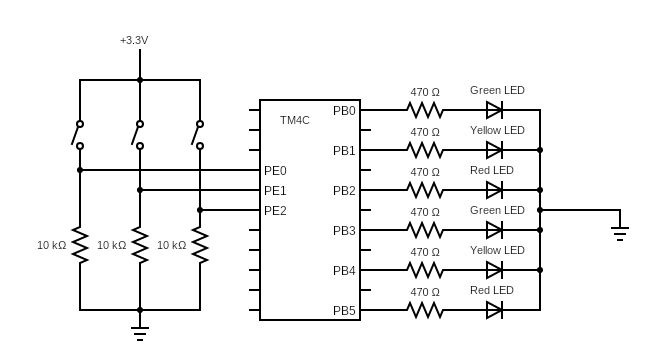 +3.3V
TM4C
PE0
PE1
PE2
10 kΩ
10 kΩ
10 kΩ
PB0
470 Ω
Green LED
PB1
470 Ω
Yellow LED
PB2
470 Ω
Red LED
PB3
470 Ω
Green LED
PB4
470 Ω
Yellow LED
PB5
470 Ω
Red LED